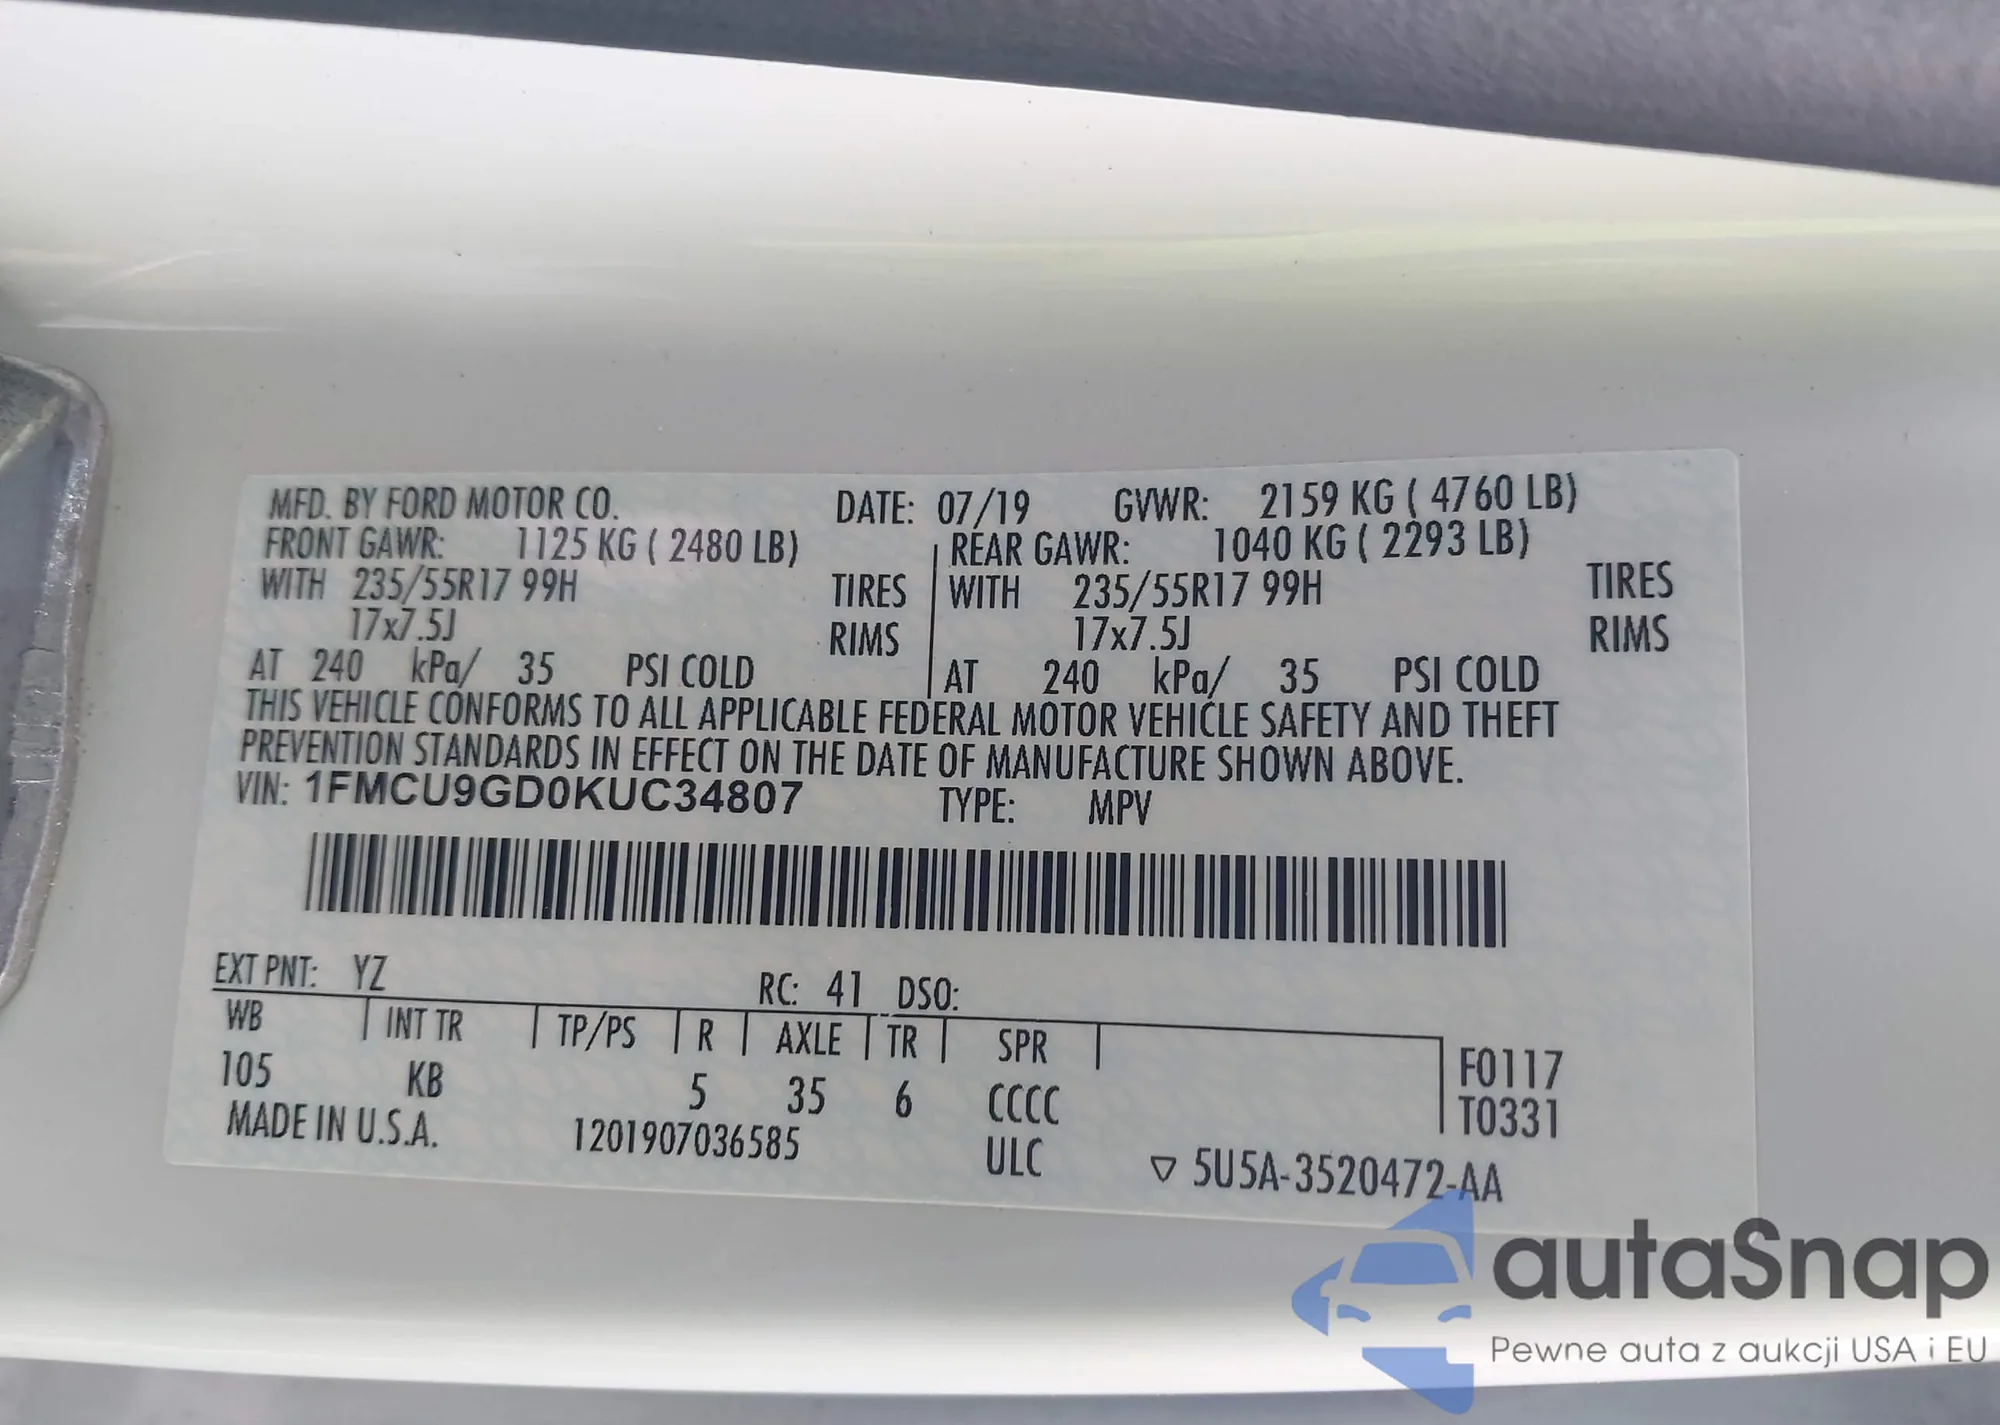 MFD. BY FORD MOTOR CO. DATE: 07/19 GVWR: 2159 KG ( 4760 LB)
FRONT GAWR: 1125 KG ( 2480 LB) REAR GAWR: 1040 KG ( 2293 LB)
WITH 235/55R17 99H TIRES WITH 235/55R17 99H TIRES
17x7.5J RIMS 17x7.5J RIMS
AT 240 kPa/ 35 PSI COLD AT 240 kPa/ 35 PSI COLD
THIS VEHICLE CONFORMS TO ALL APPLICABLE FEDERAL MOTOR VEHICLE SAFETY AND THEFT
PREVENTION STANDARDS IN EFFECT ON THE DATE OF MANUFACTURE SHOWN ABOVE.
VIN: 1FMCU9GD0KUC34807 TYPE: MPV
EXT PNT: YZ RC: 41 DSO:
WB INT TR TP/PS R AXLE TR SPR
105 KB 5 35 6 CCCC F0117
T0331
MADE IN U.S.A. 1201907036585 ULC ▽ 5U5A-3520472-AA
autaSnap
Pewne auta z aukcji USA i EU